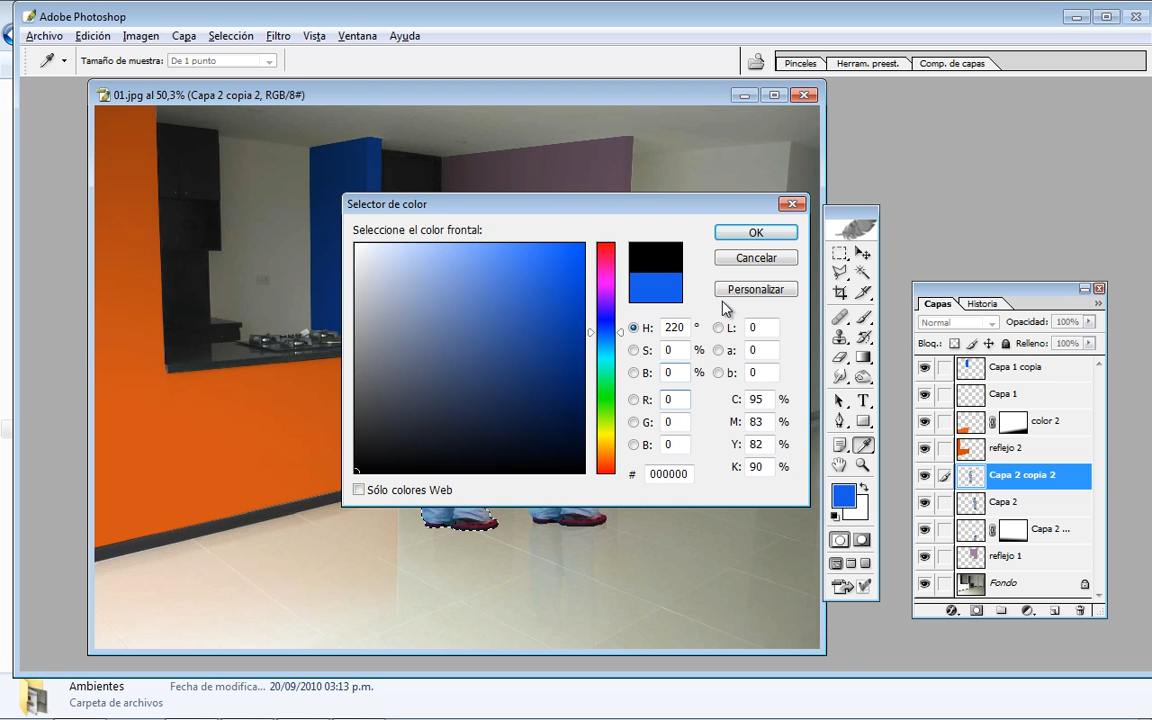 Adobe Photoshop
Archivo Edición Imagen Capa Selección Filtro Vista Ventana Ayuda
Tamaño de muestra: De 1 punto
Pinceles Herram. preest. Comp. de capas
01.jpg al 50,3% (Capa 2 copia 2, RGB/8#)
Selector de color
Seleccione el color frontal:
OK
Cancelar
Personalizar
H: 220 ° L: 0
S: 0 % a: 0
B: 0 % b: 0
R: 0 C: 95 %
G: 0 M: 83 %
B: 0 Y: 82 %
# 000000 K: 90 %
Sólo colores Web
Capas Historia
Normal Opacidad: 100%
Bloq.: Relleno: 100%
Capa 1 copia
Capa 1
color 2
reflejo 2
Capa 2 copia 2
Capa 2
Capa 2 ...
reflejo 1
Fondo
Ambientes Fecha de modifica... 20/09/2010 03:13 p.m.
Carpeta de archivos